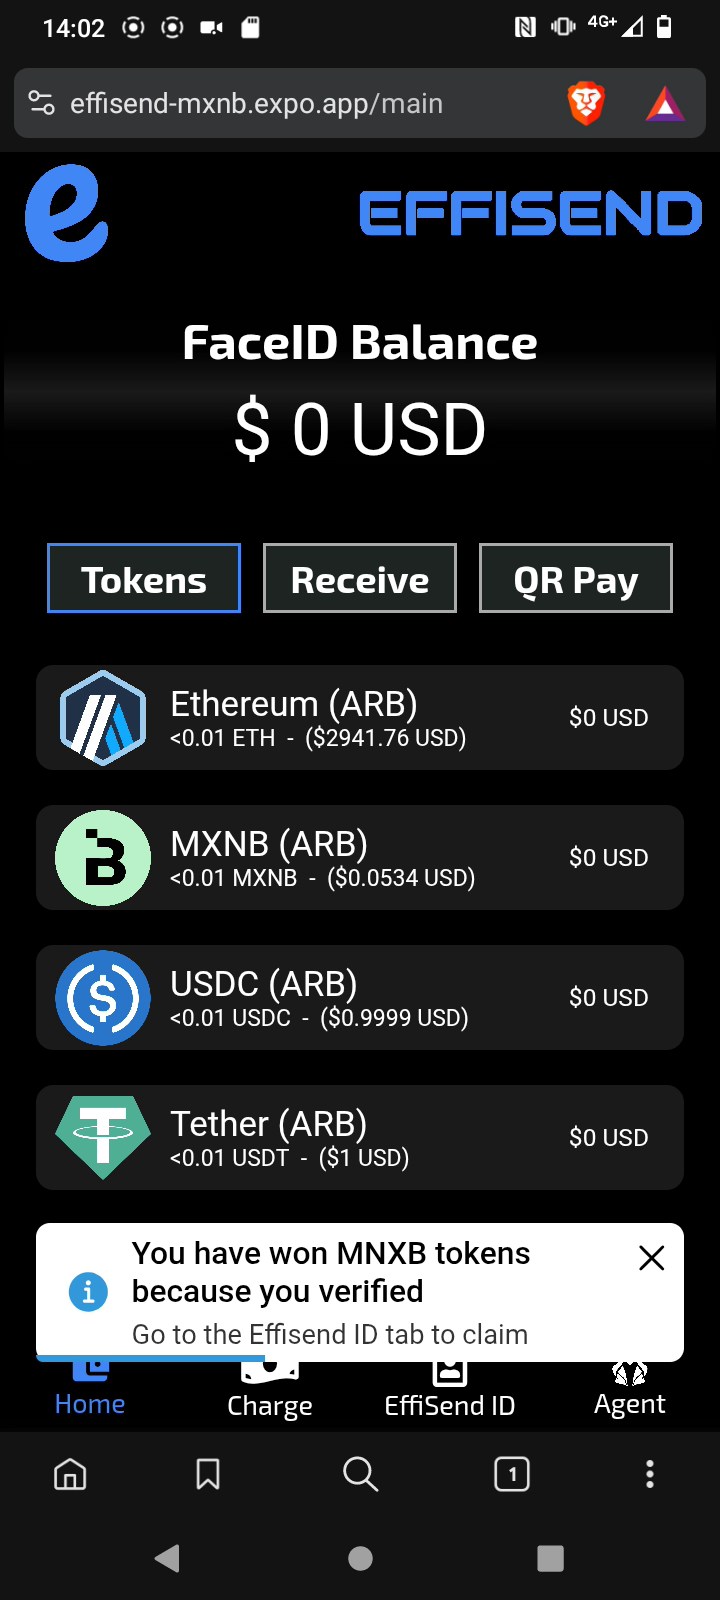 14:02
4G+
effisend-mxnb.expo.app/main
e
EFFISEND
FaceID Balance
$ 0 USD
Tokens
Receive
QR Pay
Ethereum (ARB)
<0.01 ETH - ($2941.76 USD)
$0 USD
MXNB (ARB)
<0.01 MXNB - ($0.0534 USD)
$0 USD
USDC (ARB)
<0.01 USDC - ($0.9999 USD)
$0 USD
Tether (ARB)
<0.01 USDT - ($1 USD)
$0 USD
You have won MNXB tokens
because you verified
Go to the Effisend ID tab to claim
Home
Charge
EffiSend ID
Agent
1